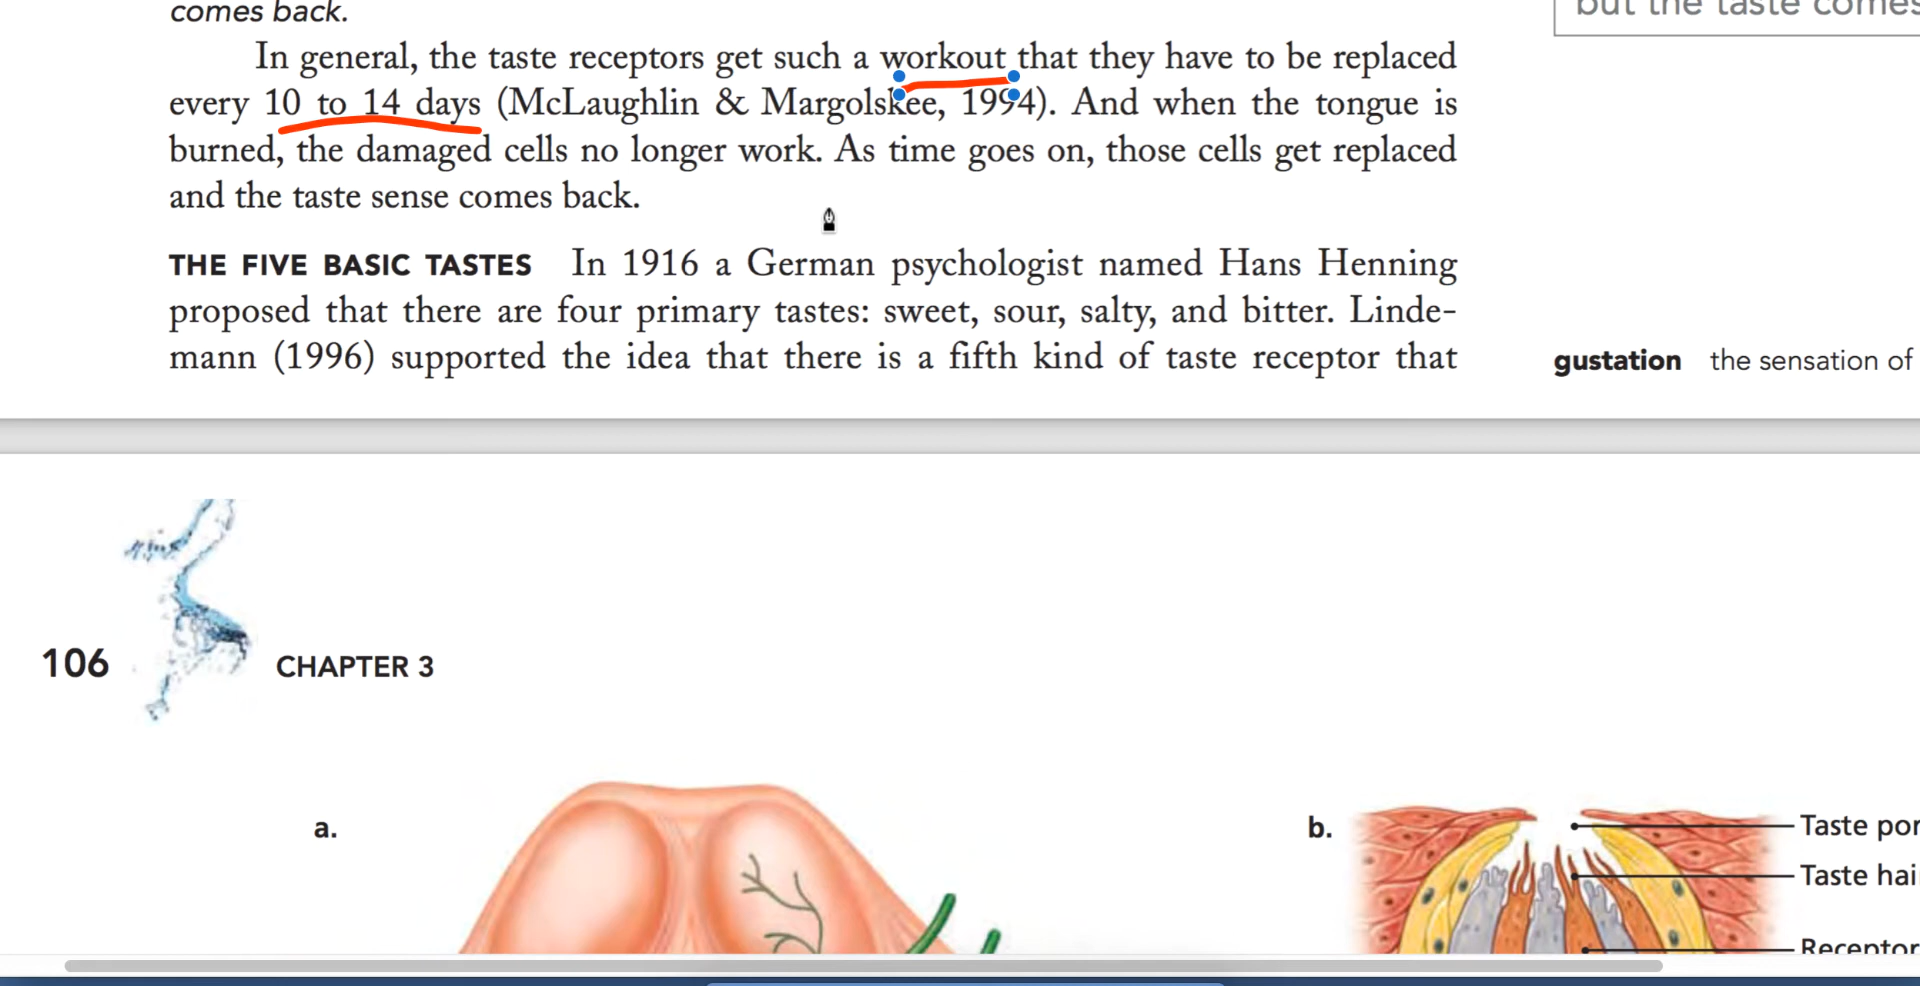 comes back.
but the taste comes
In general, the taste receptors get such a workout that they have to be replaced
every 10 to 14 days (McLaughlin & Margolskee, 1994). And when the tongue is
burned, the damaged cells no longer work. As time goes on, those cells get replaced
and the taste sense comes back.
THE FIVE BASIC TASTES In 1916 a German psychologist named Hans Henning
proposed that there are four primary tastes: sweet, sour, salty, and bitter. Linde-
mann (1996) supported the idea that there is a fifth kind of taste receptor that
gustation the sensation of
106 CHAPTER 3
a.
b.
Taste por
Taste hai
Receptor